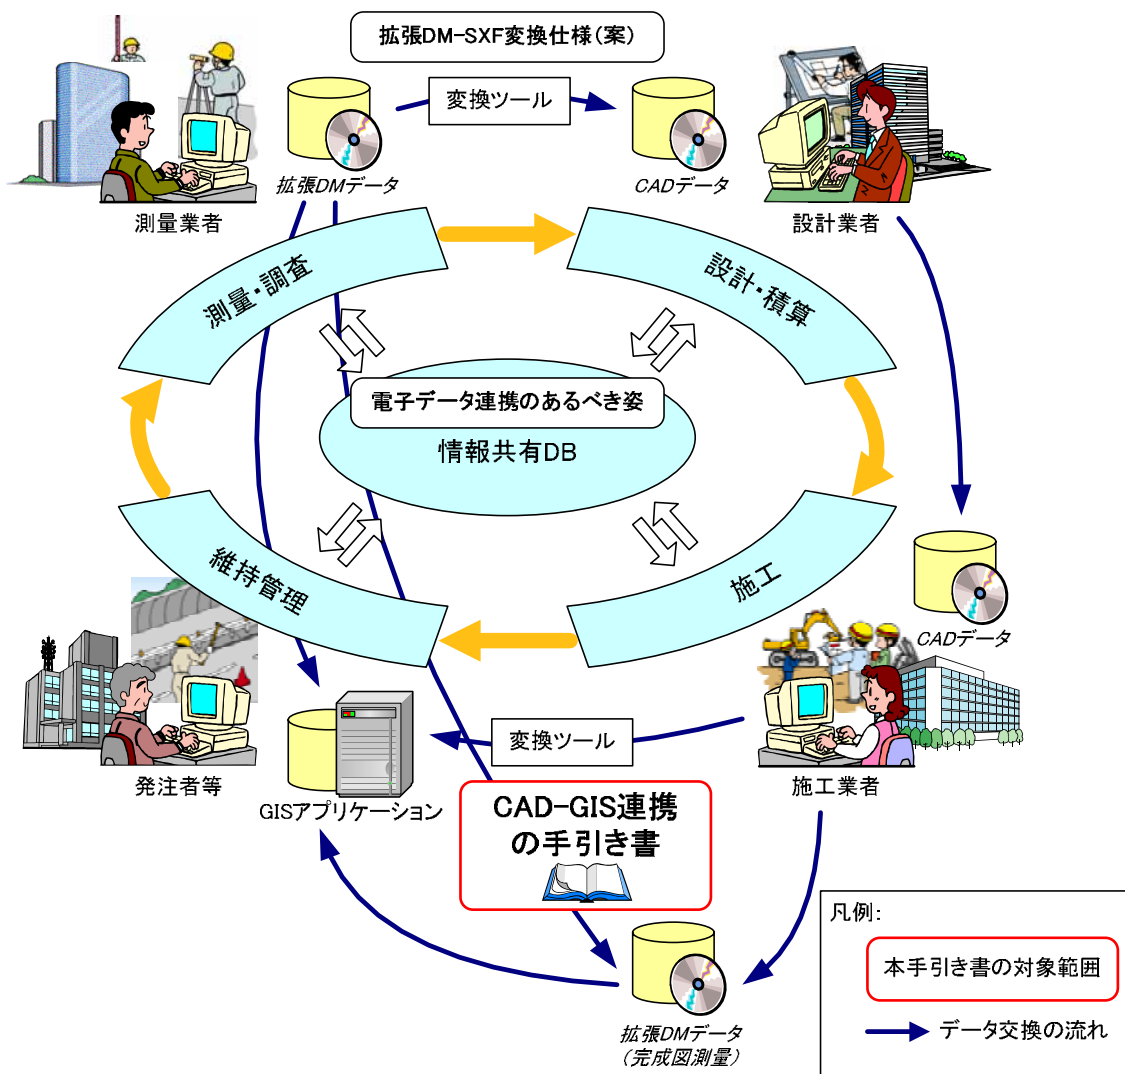 拡張DM-SXF変換仕様(案)
変換ツール
拡張DMデータ
CADデータ
測量業者
設計業者
測量・調査
設計・積算
電子データ連携のあるべき姿
情報共有DB
維持管理
施工
CADデータ
発注者等
GISアプリケーション
変換ツール
施工業者
CAD-GIS連携
の手引き書
凡例:
本手引き書の対象範囲
データ交換の流れ
拡張DMデータ
(完成図測量)